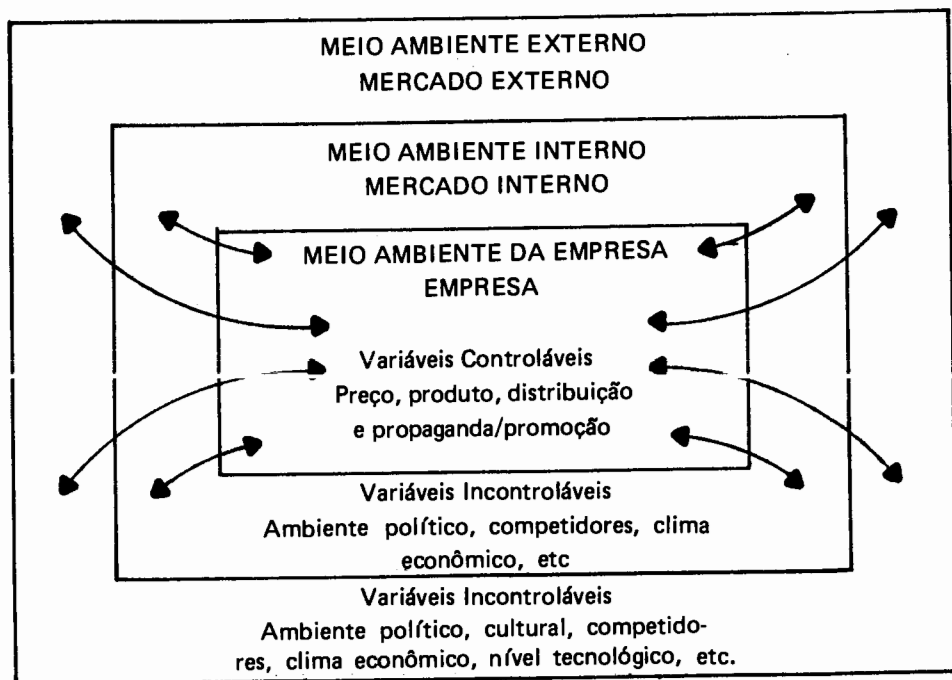 MEIO AMBIENTE EXTERNO
MERCADO EXTERNO
MEIO AMBIENTE INTERNO
MERCADO INTERNO
MEIO AMBIENTE DA EMPRESA
EMPRESA
Variáveis Controláveis
Preço, produto, distribuição
e propaganda/promoção
Variáveis Incontroláveis
Ambiente político, competidores, clima
econômico, etc
Variáveis Incontroláveis
Ambiente político, cultural, competido-
res, clima econômico, nível tecnológico, etc.